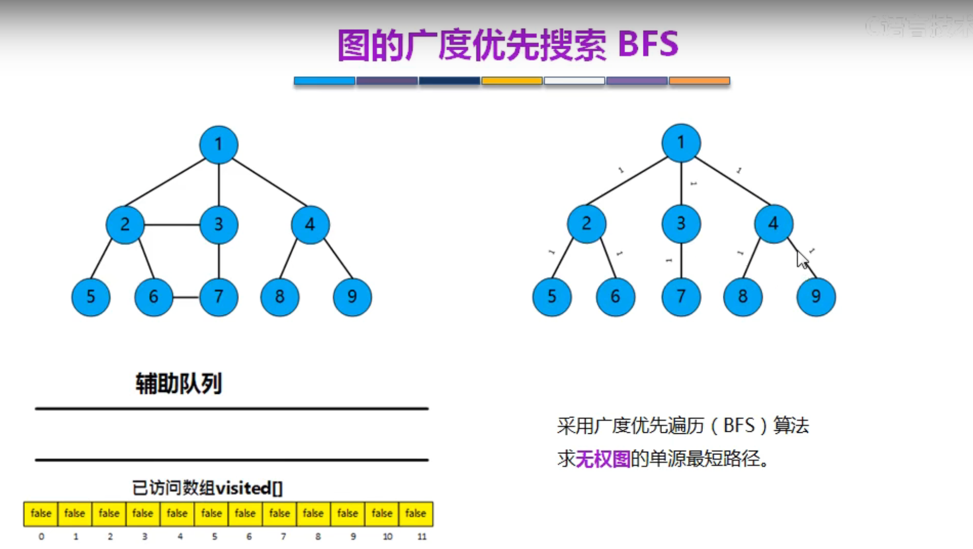 图的广度优先搜索 BFS
1
2 3 4
5 6 7 8 9
1
1 1 1
2 3 4
1 1 1 1 1
5 6 7 8 9
辅助队列
采用广度优先遍历（BFS）算法
求无权图的单源最短路径。
已访问数组visited[]
false false false false false false false false false false false false
0 1 2 3 4 5 6 7 8 9 10 11